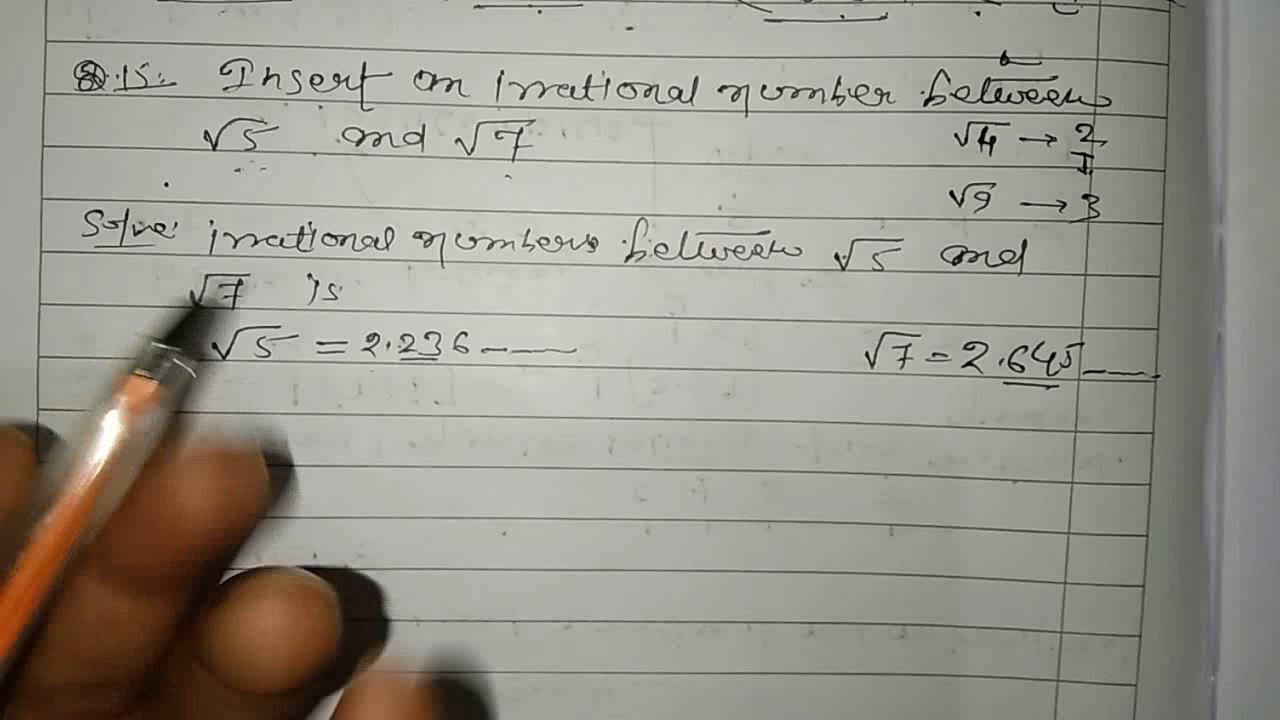 Q.15. Insert an irrational number between
√5 and √7
√4 → 2
√9 → 3
Solve: irrational numbers between √5 and
√7 is
√5 = 2.236---
√7 = 2.645---